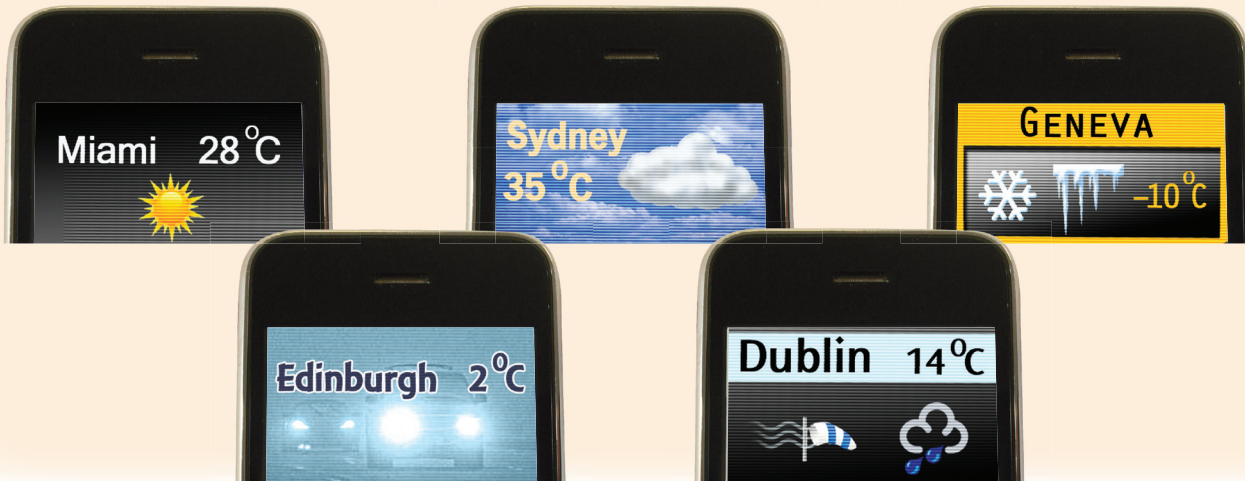 Miami 28°C
Sydney
35°C
GENEVA
–10°C
Edinburgh 2°C
Dublin 14°C